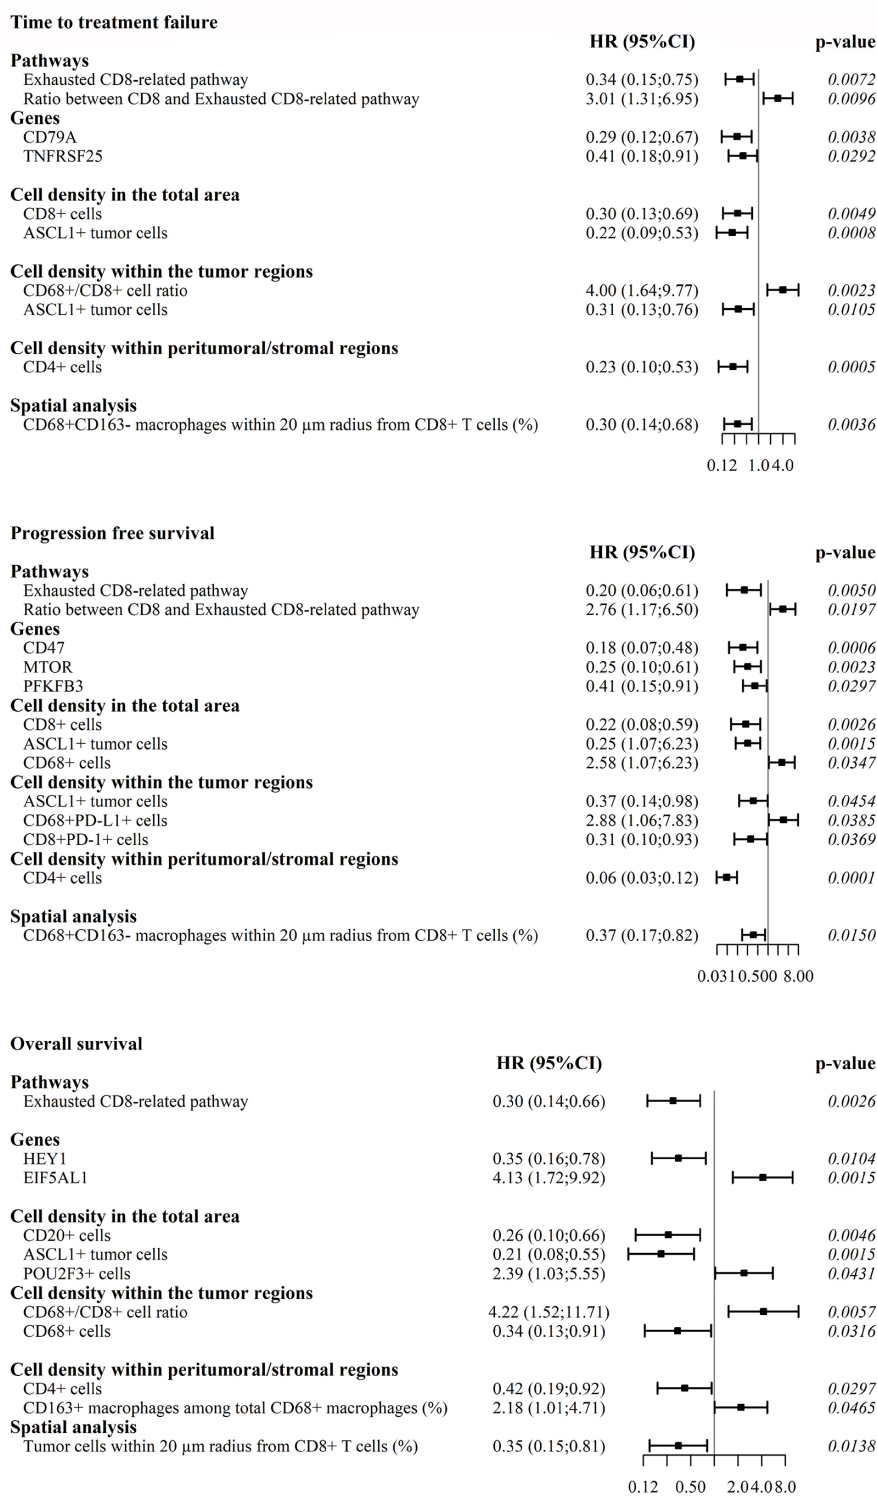 Time to treatment failure
HR (95%CI) p-value
Pathways
Exhausted CD8-related pathway 0.34 (0.15;0.75) 0.0072
Ratio between CD8 and Exhausted CD8-related pathway 3.01 (1.31;6.95) 0.0096
Genes
CD79A 0.29 (0.12;0.67) 0.0038
TNFRSF25 0.41 (0.18;0.91) 0.0292
Cell density in the total area
CD8+ cells 0.30 (0.13;0.69) 0.0049
ASCL1+ tumor cells 0.22 (0.09;0.53) 0.0008
Cell density within the tumor regions
CD68+/CD8+ cell ratio 4.00 (1.64;9.77) 0.0023
ASCL1+ tumor cells 0.31 (0.13;0.76) 0.0105
Cell density within peritumoral/stromal regions
CD4+ cells 0.23 (0.10;0.53) 0.0005
Spatial analysis
CD68+CD163- macrophages within 20 µm radius from CD8+ T cells (%) 0.30 (0.14;0.68) 0.0036
0.12 1.0 4.0
Progression free survival
HR (95%CI) p-value
Pathways
Exhausted CD8-related pathway 0.20 (0.06;0.61) 0.0050
Ratio between CD8 and Exhausted CD8-related pathway 2.76 (1.17;6.50) 0.0197
Genes
CD47 0.18 (0.07;0.48) 0.0006
MTOR 0.25 (0.10;0.61) 0.0023
PFKFB3 0.41 (0.15;0.91) 0.0297
Cell density in the total area
CD8+ cells 0.22 (0.08;0.59) 0.0026
ASCL1+ tumor cells 0.25 (1.07;6.23) 0.0015
CD68+ cells 2.58 (1.07;6.23) 0.0347
Cell density within the tumor regions
ASCL1+ tumor cells 0.37 (0.14;0.98) 0.0454
CD68+PD-L1+ cells 2.88 (1.06;7.83) 0.0385
CD8+PD-1+ cells 0.31 (0.10;0.93) 0.0369
Cell density within peritumoral/stromal regions
CD4+ cells 0.06 (0.03;0.12) 0.0001
Spatial analysis
CD68+CD163- macrophages within 20 µm radius from CD8+ T cells (%) 0.37 (0.17;0.82) 0.0150
0.031 0.500 8.00
Overall survival
HR (95%CI) p-value
Pathways
Exhausted CD8-related pathway 0.30 (0.14;0.66) 0.0026
Genes
HEY1 0.35 (0.16;0.78) 0.0104
EIF5AL1 4.13 (1.72;9.92) 0.0015
Cell density in the total area
CD20+ cells 0.26 (0.10;0.66) 0.0046
ASCL1+ tumor cells 0.21 (0.08;0.55) 0.0015
POU2F3+ cells 2.39 (1.03;5.55) 0.0431
Cell density within the tumor regions
CD68+/CD8+ cell ratio 4.22 (1.52;11.71) 0.0057
CD68+ cells 0.34 (0.13;0.91) 0.0316
Cell density within peritumoral/stromal regions
CD4+ cells 0.42 (0.19;0.92) 0.0297
CD163+ macrophages among total CD68+ macrophages (%) 2.18 (1.01;4.71) 0.0465
Spatial analysis
Tumor cells within 20 µm radius from CD8+ T cells (%) 0.35 (0.15;0.81) 0.0138
0.12 0.50 2.0 4.0 8.0